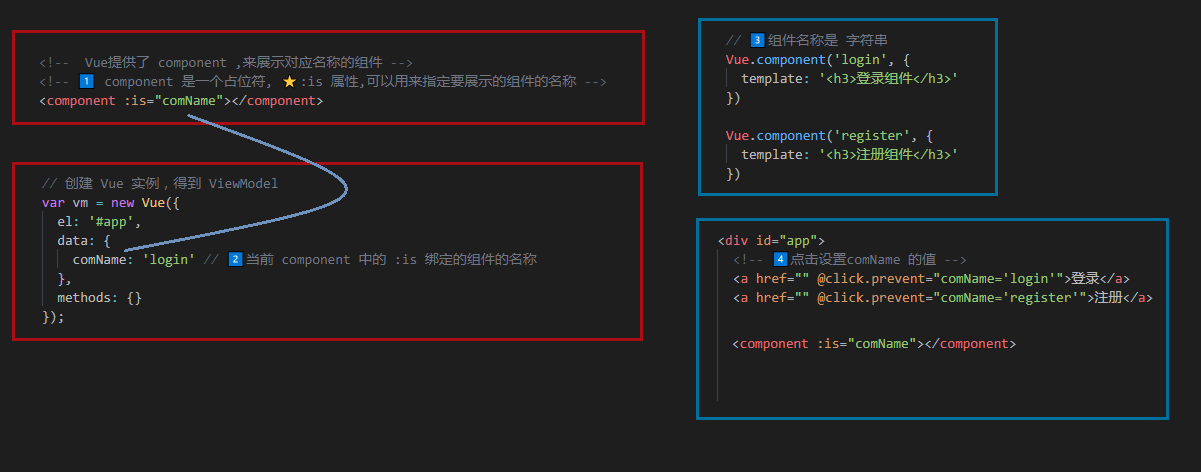 <!--  Vue提供了 component ,来展示对应名称的组件 -->
<!-- 1 component 是一个占位符, ⭐:is 属性,可以用来指定要展示的组件的名称 -->
<component :is="comName"></component>
// 创建 Vue 实例，得到 ViewModel
var vm = new Vue({
  el: '#app',
  data: {
    comName: 'login' // 2当前 component 中的 :is 绑定的组件的名称
  },
  methods: {}
});
// 3组件名称是 字符串
Vue.component('login', {
  template: '<h3>登录组件</h3>'
})
Vue.component('register', {
  template: '<h3>注册组件</h3>'
})
<div id="app">
  <!-- 4点击设置comName 的值 -->
  <a href="" @click.prevent="comName='login'">登录</a>
  <a href="" @click.prevent="comName='register'">注册</a>
  <component :is="comName"></component>